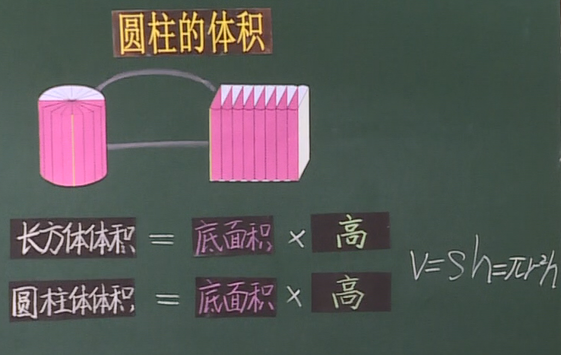 圆柱的体积
长方体体积 = 底面积 × 高
圆柱体体积 = 底面积 × 高
V=Sh=πr²h